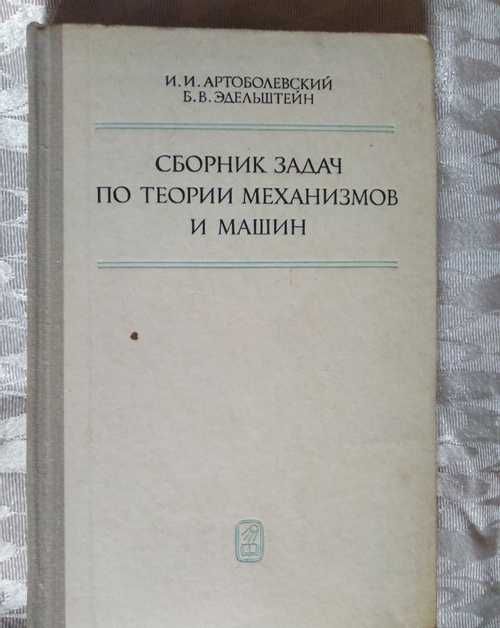 И. И. АРТОБОЛЕВСКИЙ
Б. В. ЭДЕЛЬШТЕЙН
СБОРНИК ЗАДАЧ
ПО ТЕОРИИ МЕХАНИЗМОВ
И МАШИН